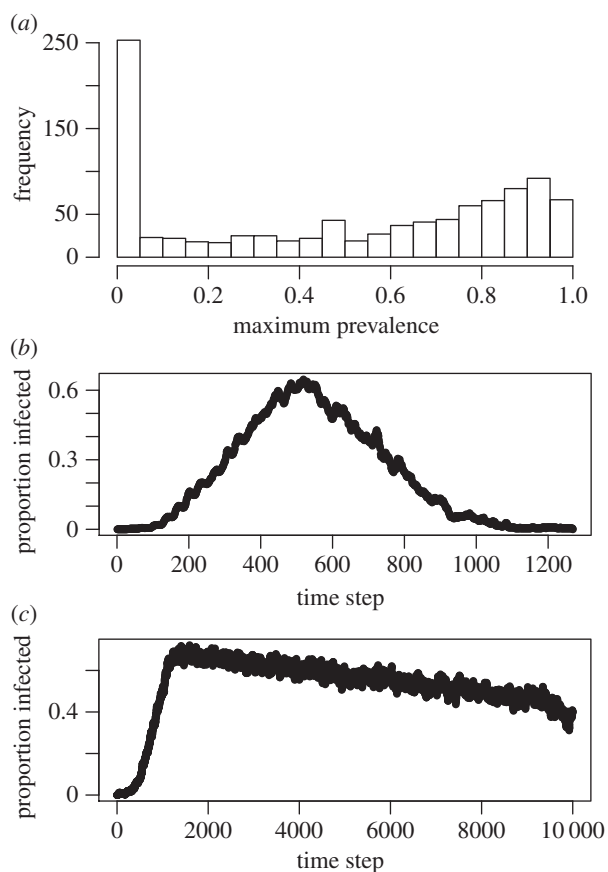 (a)
frequency
250
150
50
0
0 0.2 0.4 0.6 0.8 1.0
maximum prevalence
(b)
proportion infected
0.6
0.3
0
0 200 400 600 800 1000 1200
time step
(c)
proportion infected
0.4
0
0 2000 4000 6000 8000 10 000
time step